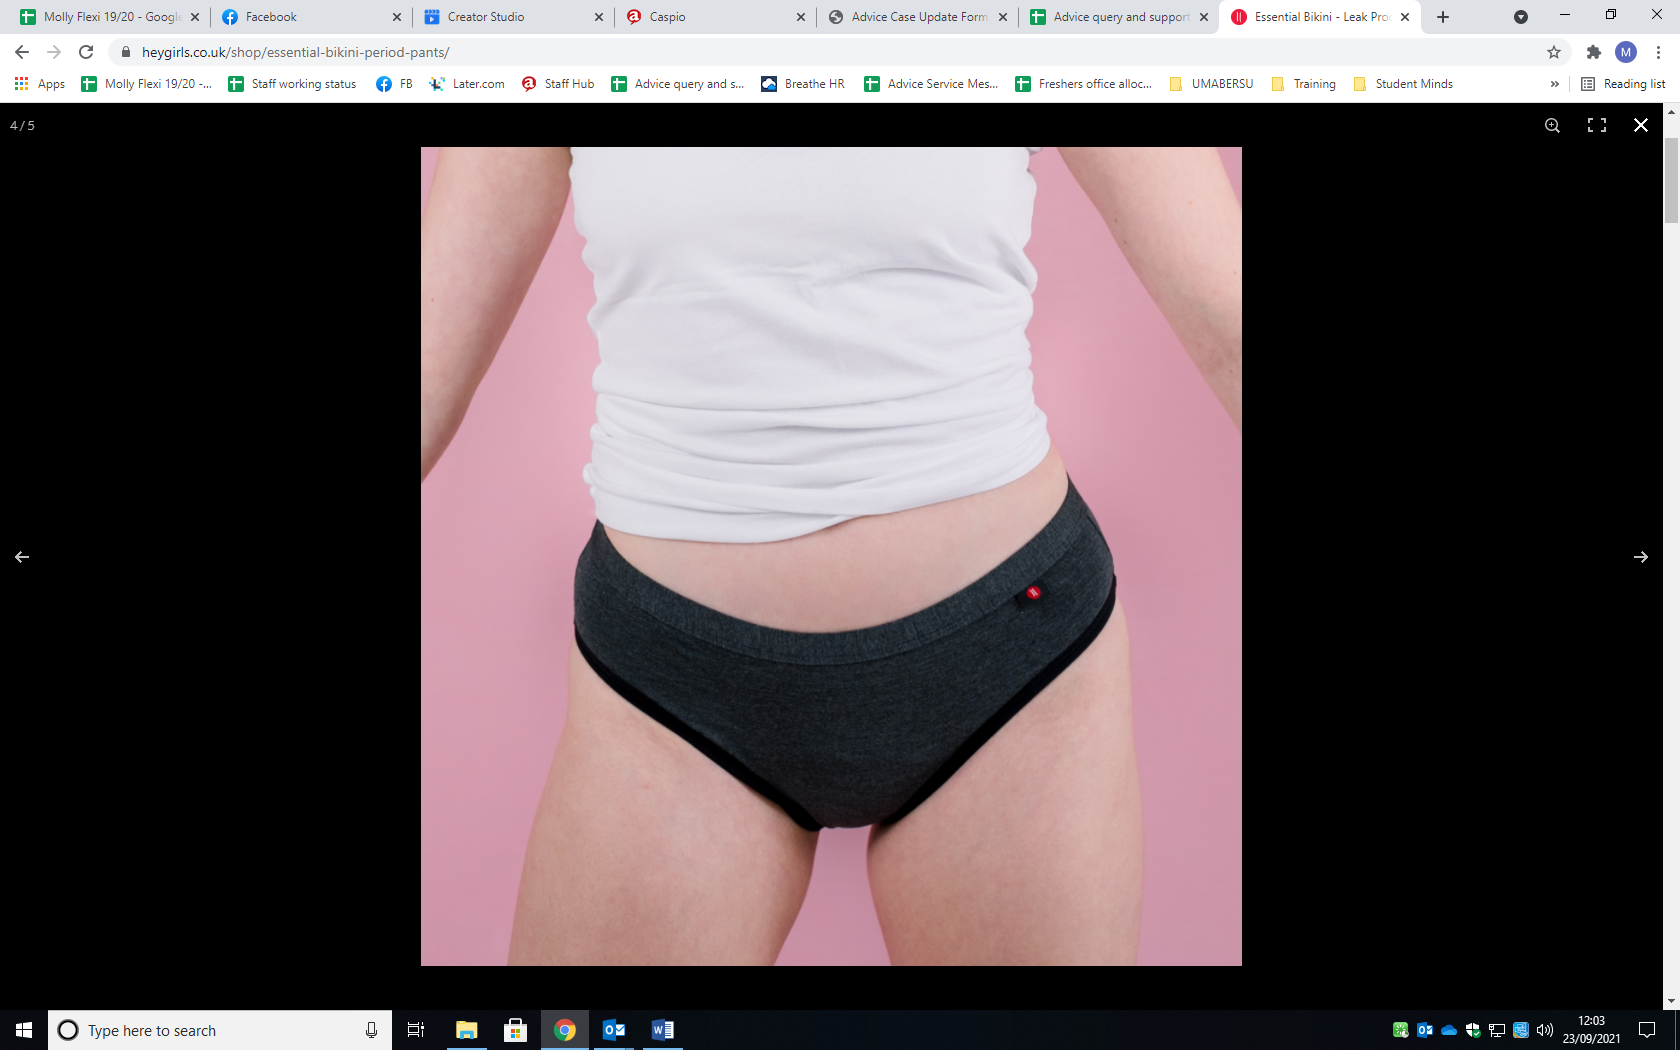 Molly Flexi 19/20 - Google
Facebook
Creator Studio
Caspio
Advice Case Update Form
Advice query and support
Essential Bikini - Leak Pro
heygirls.co.uk/shop/essential-bikini-period-pants/
M
Apps
Molly Flexi 19/20 -...
Staff working status
FB
Later.com
Staff Hub
Advice query and s...
Breathe HR
Advice Service Mes...
Freshers office alloc...
UMABERSU
Training
Student Minds
»
Reading list
4 / 5
Type here to search
12:03
23/09/2021